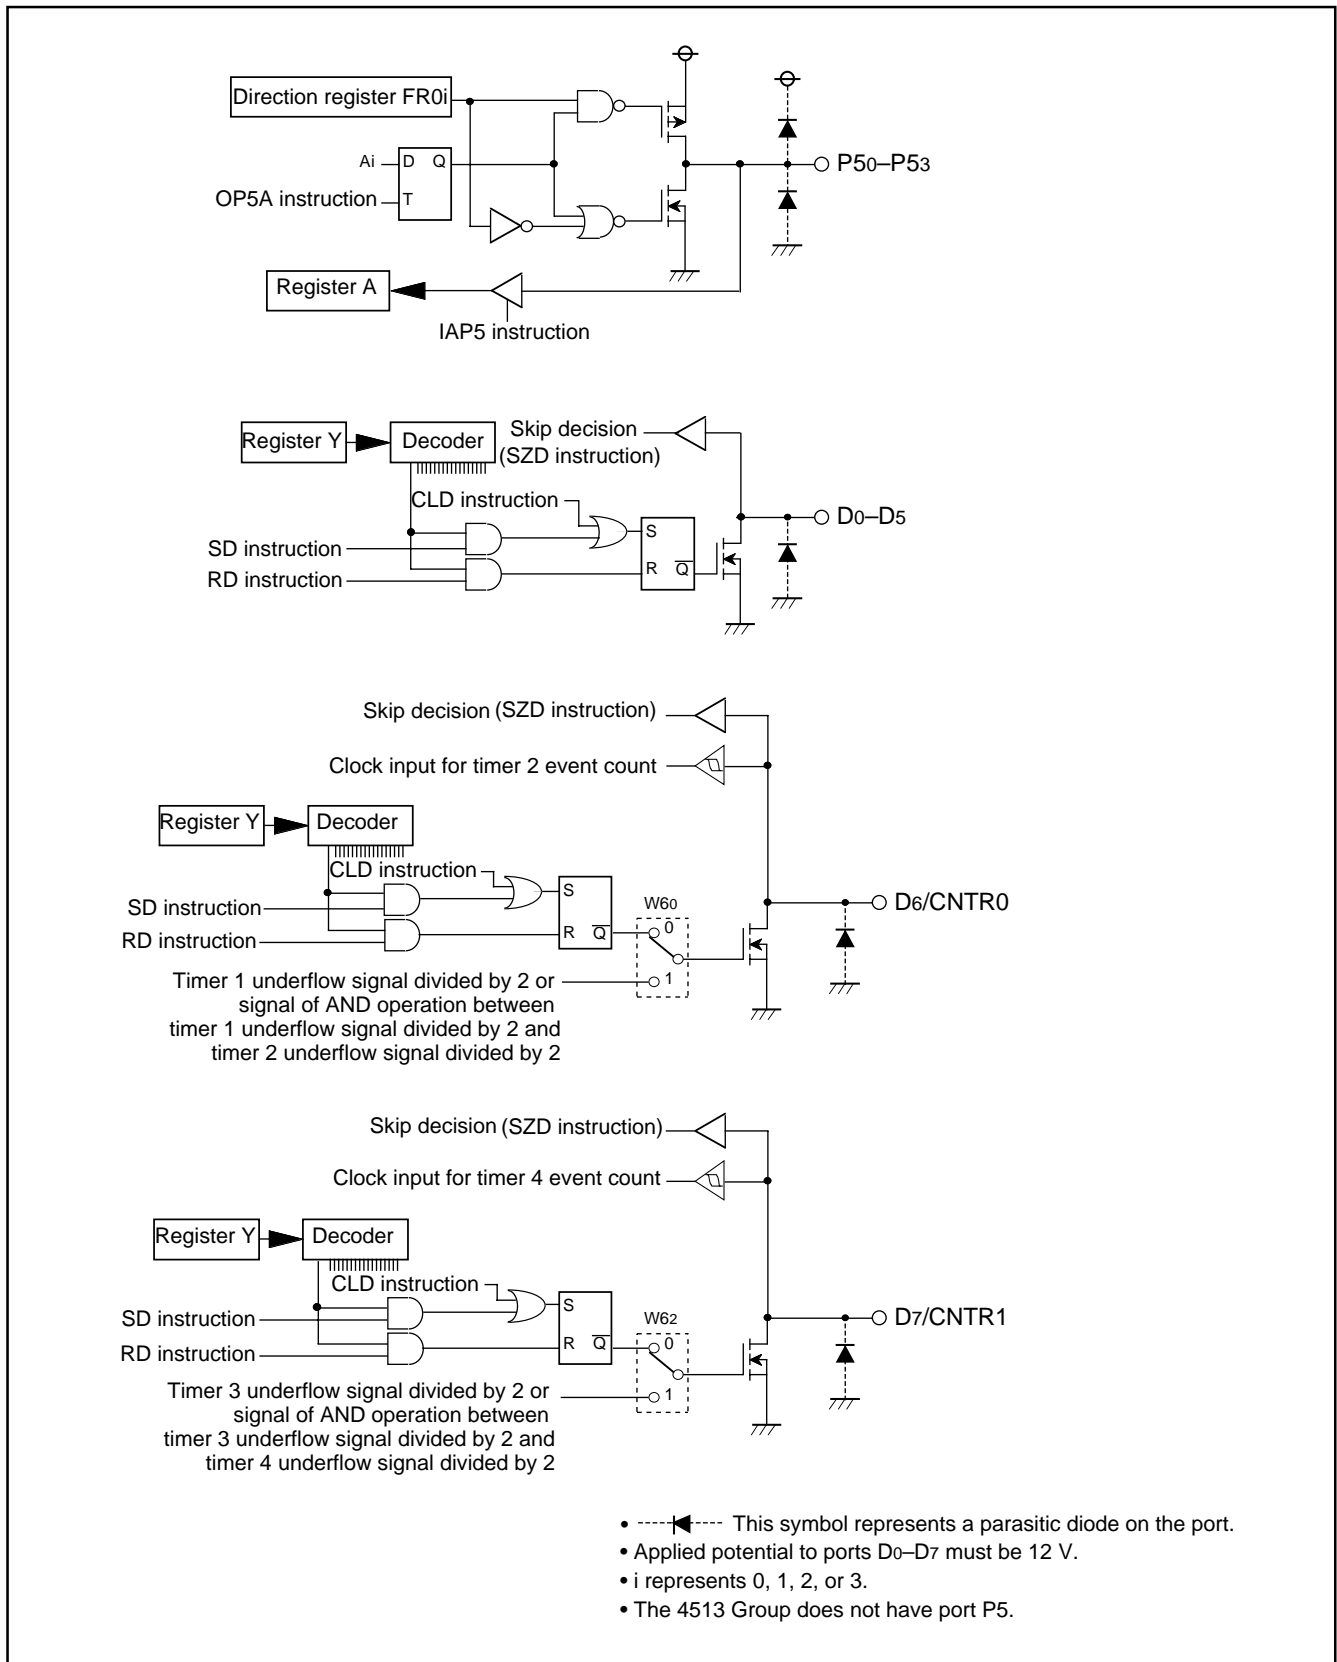 Direction register FR0i
Ai
D Q
T
OP5A instruction
P50–P53
Register A
IAP5 instruction
Register Y
Decoder
Skip decision
(SZD instruction)
CLD instruction
SD instruction
RD instruction
S
R Q
D0–D5
Skip decision (SZD instruction)
Clock input for timer 2 event count
Register Y
Decoder
CLD instruction
SD instruction
RD instruction
S
R Q
W60
0
1
D6/CNTR0
Timer 1 underflow signal divided by 2 or
signal of AND operation between
timer 1 underflow signal divided by 2 and
timer 2 underflow signal divided by 2
Skip decision (SZD instruction)
Clock input for timer 4 event count
Register Y
Decoder
CLD instruction
SD instruction
RD instruction
S
R Q
W62
0
1
D7/CNTR1
Timer 3 underflow signal divided by 2 or
signal of AND operation between
timer 3 underflow signal divided by 2 and
timer 4 underflow signal divided by 2
• This symbol represents a parasitic diode on the port.
• Applied potential to ports D0–D7 must be 12 V.
• i represents 0, 1, 2, or 3.
• The 4513 Group does not have port P5.